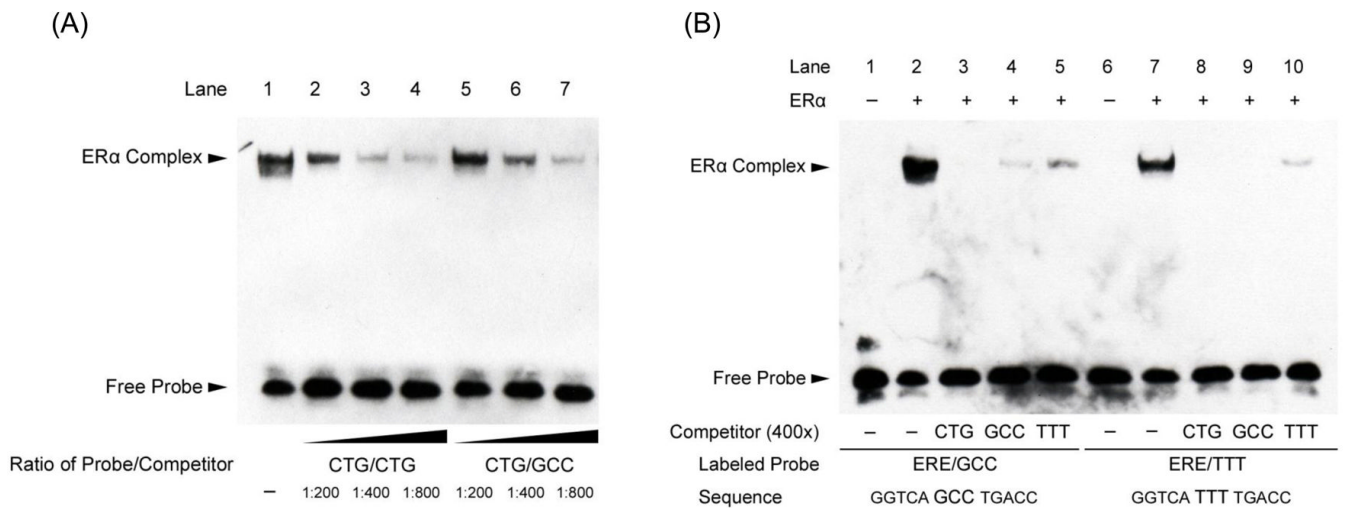 (A)
Lane 1 2 3 4 5 6 7
ERα Complex ►
Free Probe ►
Ratio of Probe/Competitor CTG/CTG CTG/GCC
– 1:200 1:400 1:800 1:200 1:400 1:800
(B)
Lane 1 2 3 4 5 6 7 8 9 10
ERα – + + + + – + + + +
ERα Complex ►
Free Probe ►
Competitor (400x) – – CTG GCC TTT – – CTG GCC TTT
Labeled Probe ERE/GCC ERE/TTT
Sequence GGTCA GCC TGACC GGTCA TTT TGACC